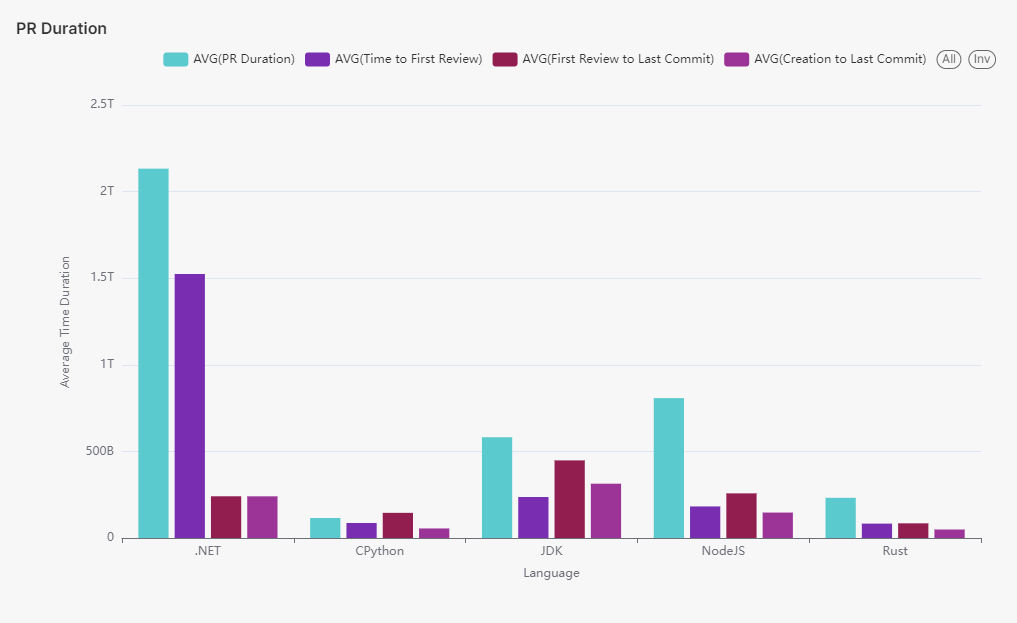 PR Duration
AVG(PR Duration) AVG(Time to First Review) AVG(First Review to Last Commit) AVG(Creation to Last Commit) All Inv
2.5T
2T
1.5T
1T
500B
0
Average Time Duration
.NET CPython JDK NodeJS Rust
Language